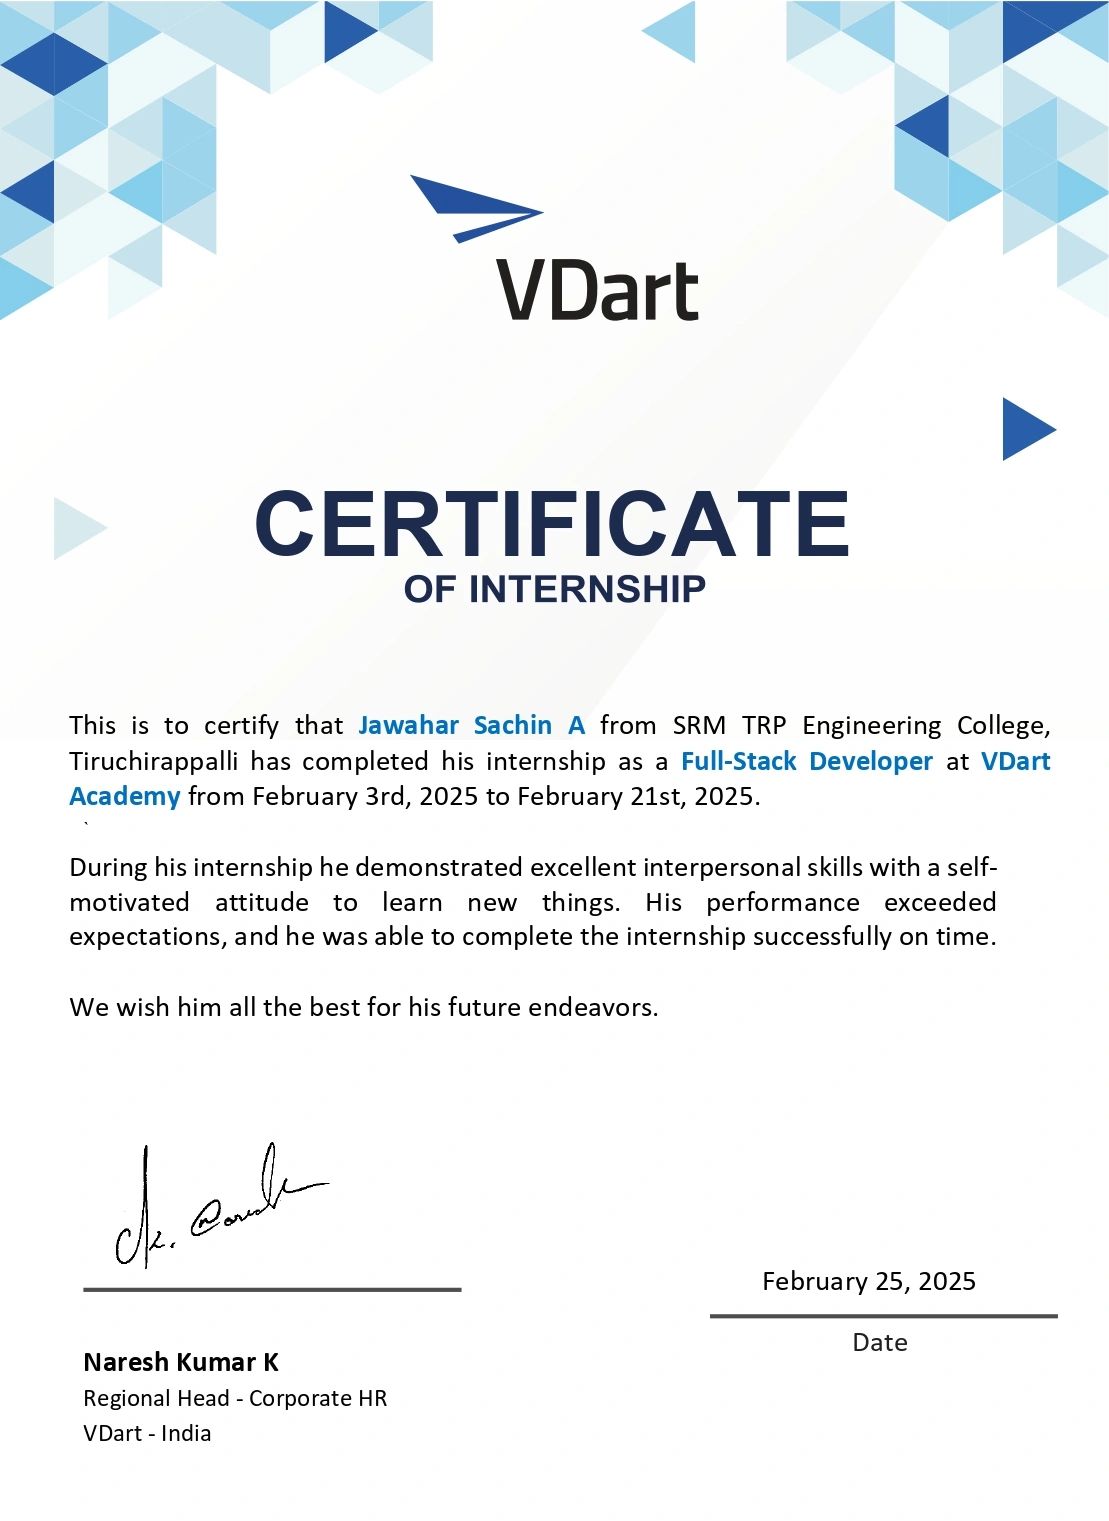 VDart
CERTIFICATE
OF INTERNSHIP
This is to certify that Jawahar Sachin A from SRM TRP Engineering College,
Tiruchirappalli has completed his internship as a Full-Stack Developer at VDart
Academy from February 3rd, 2025 to February 21st, 2025.
`
During his internship he demonstrated excellent interpersonal skills with a self-
motivated attitude to learn new things. His performance exceeded
expectations, and he was able to complete the internship successfully on time.
We wish him all the best for his future endeavors.
February 25, 2025
Date
Naresh Kumar K
Regional Head - Corporate HR
VDart - India